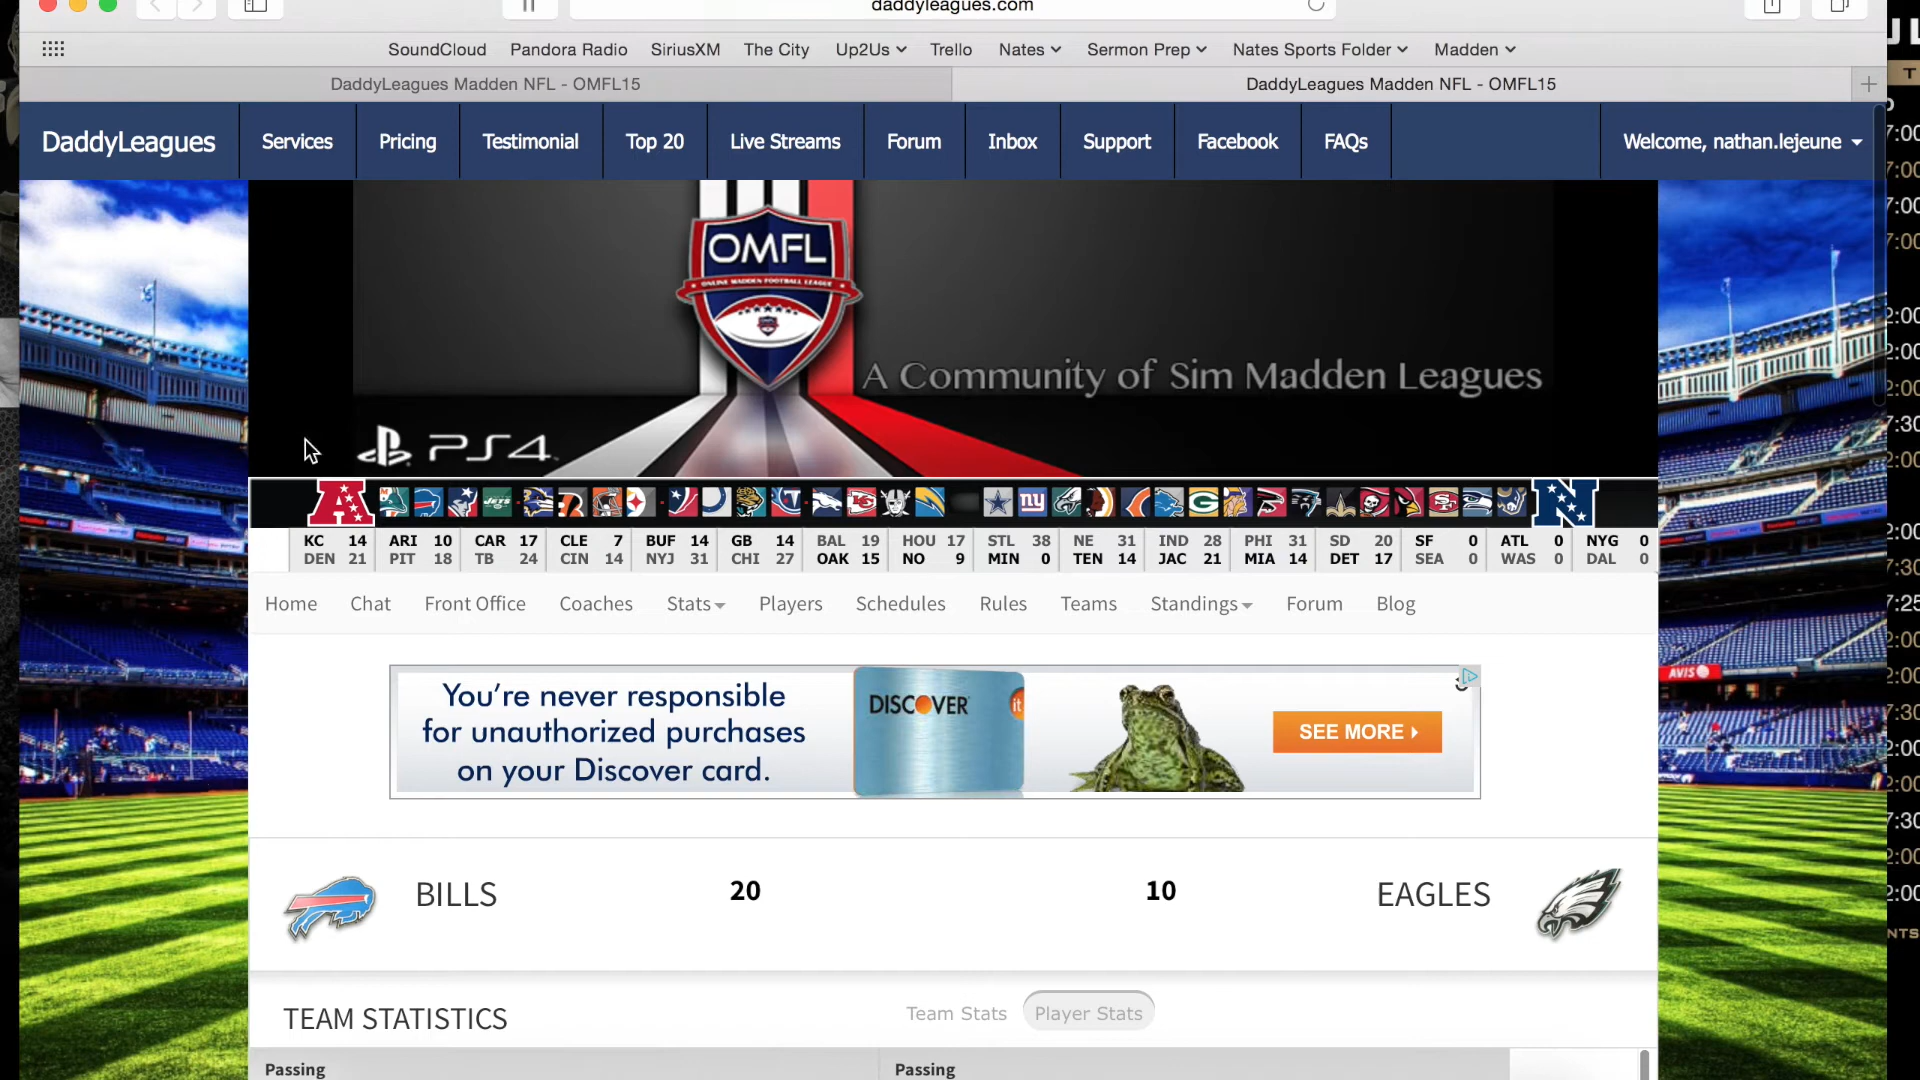 daddyleagues.com
SoundCloud Pandora Radio SiriusXM The City Up2Us Trello Nates Sermon Prep Nates Sports Folder Madden
DaddyLeagues Madden NFL - OMFL15 DaddyLeagues Madden NFL - OMFL15
DaddyLeagues Services Pricing Testimonial Top 20 Live Streams Forum Inbox Support Facebook FAQs Welcome, nathan.lejeune
OMFL
ONLINE MADDEN FOOTBALL LEAGUE
A Community of Sim Madden Leagues
PS4
KC 14 ARI 10 CAR 17 CLE 7 BUF 14 GB 14 BAL 19 HOU 17 STL 38 NE 31 IND 28 PHI 31 SD 20 SF 0 ATL 0 NYG 0
DEN 21 PIT 18 TB 24 CIN 14 NYJ 31 CHI 27 OAK 15 NO 9 MIN 0 TEN 14 JAC 21 MIA 14 DET 17 SEA 0 WAS 0 DAL 0
Home Chat Front Office Coaches Stats Players Schedules Rules Teams Standings Forum Blog
You're never responsible
for unauthorized purchases
on your Discover card.
DISCOVER it
SEE MORE
AVIS
BILLS 20 10 EAGLES
TEAM STATISTICS Team Stats Player Stats
Passing Passing